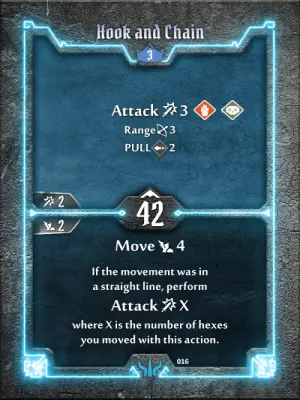 Hook and Chain
3
Attack 3
Range 3
PULL 2
2
42
2
Move 4
If the movement was in
a straight line, perform
Attack X
where X is the number of hexes
you moved with this action.
016